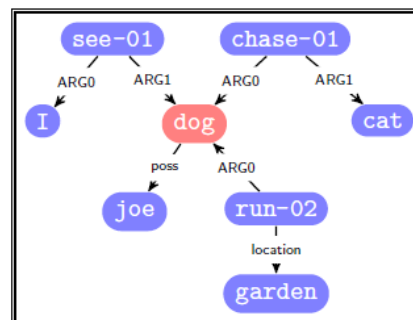 see-01 chase-01
ARG0 ARG1 ARG0 ARG1
I dog cat
poss ARG0
joe run-02
location
garden